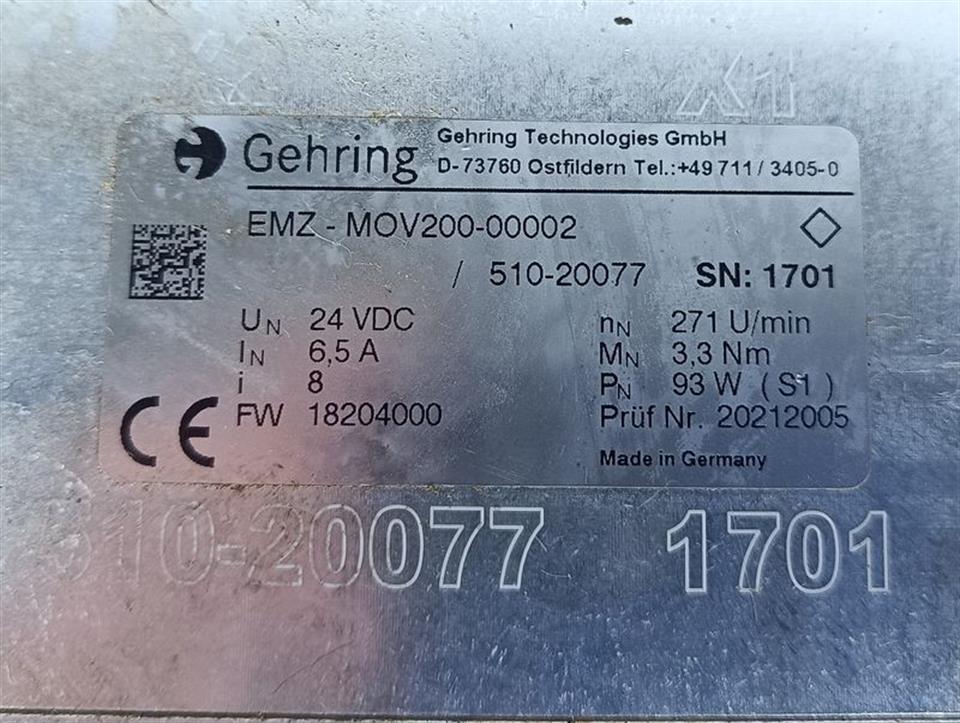 X1
Gehring
Gehring Technologies GmbH
D-73760 Ostfildern Tel.:+49 711 / 3405-0
EMZ - MOV200-00002
/ 510-20077 SN: 1701
UN 24 VDC
IN 6,5 A
i 8
FW 18204000
nN 271 U/min
MN 3,3 Nm
PN 93 W ( S1 )
Prüf Nr. 20212005
CE
Made in Germany
510-20077 1701